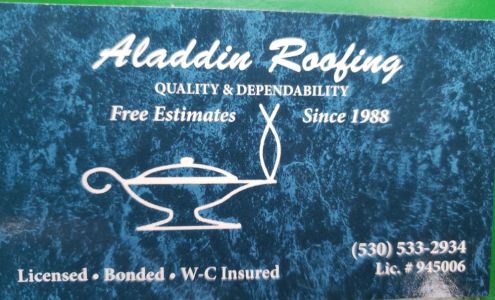 Aladdin Roofing
QUALITY & DEPENDABILITY
Free Estimates Since 1988
(530) 533-2934
Licensed • Bonded • W-C Insured
Lic. # 945006